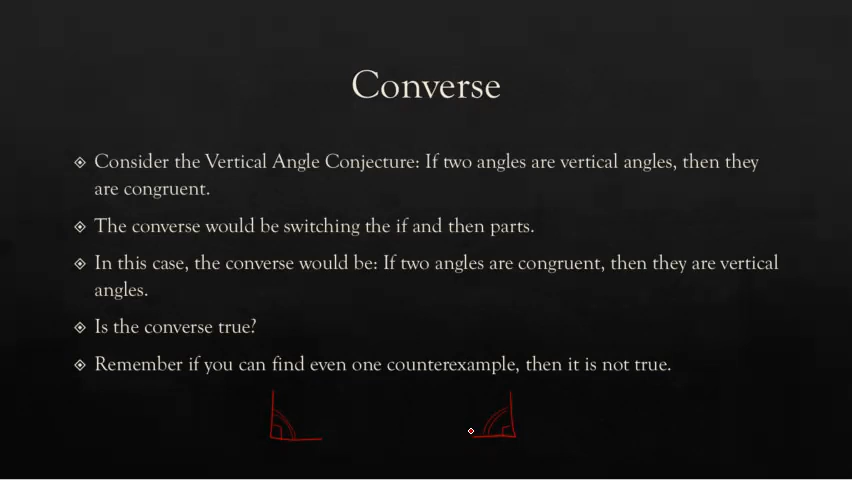 Converse
Consider the Vertical Angle Conjecture: If two angles are vertical angles, then they
are congruent.
The converse would be switching the if and then parts.
In this case, the converse would be: If two angles are congruent, then they are vertical
angles.
Is the converse true?
Remember if you can find even one counterexample, then it is not true.